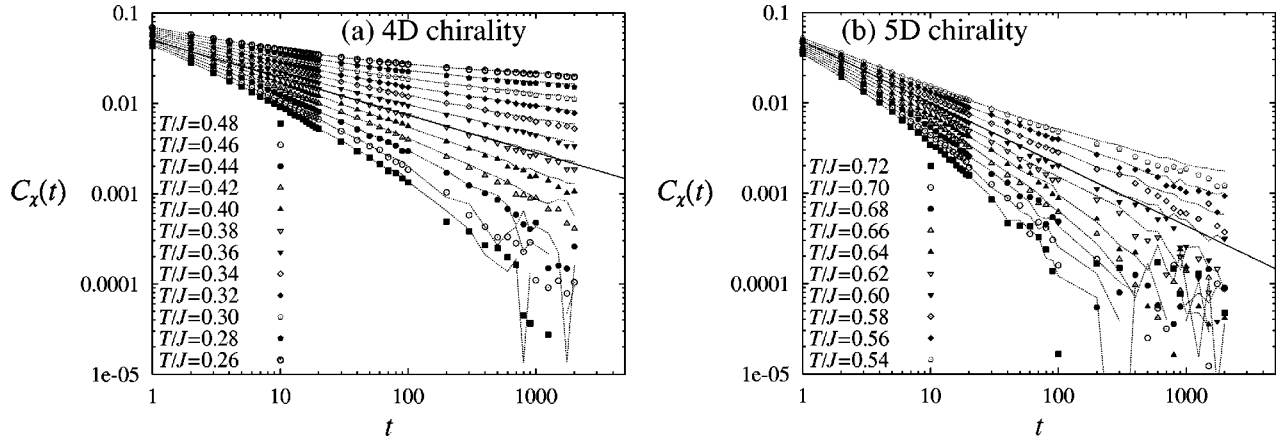 (a) 4D chirality
0.1
0.01
0.001
0.0001
1e-05
Cχ(t)
T/J=0.48
T/J=0.46
T/J=0.44
T/J=0.42
T/J=0.40
T/J=0.38
T/J=0.36
T/J=0.34
T/J=0.32
T/J=0.30
T/J=0.28
T/J=0.26
1 10 100 1000
t
(b) 5D chirality
0.1
0.01
0.001
0.0001
1e-05
Cχ(t)
T/J=0.72
T/J=0.70
T/J=0.68
T/J=0.66
T/J=0.64
T/J=0.62
T/J=0.60
T/J=0.58
T/J=0.56
T/J=0.54
1 10 100 1000
t